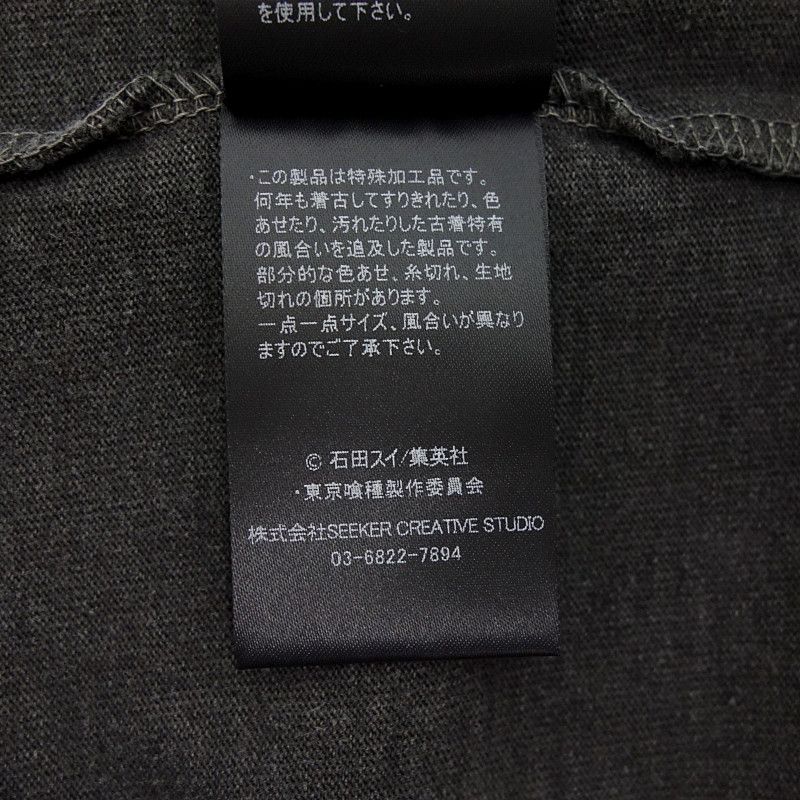 を使用して下さい。
・この製品は特殊加工品です。
何年も着古してすりきれたり、色
あせたり、汚れたりした古着特有
の風合いを追及した製品です。
部分的な色あせ、糸切れ、生地
切れの個所があります。
一点一点サイズ、風合いが異なり
ますのでご了承下さい。
© 石田スイ/集英社
・東京喰種製作委員会
株式会社SEEKER CREATIVE STUDIO
03-6822-7894